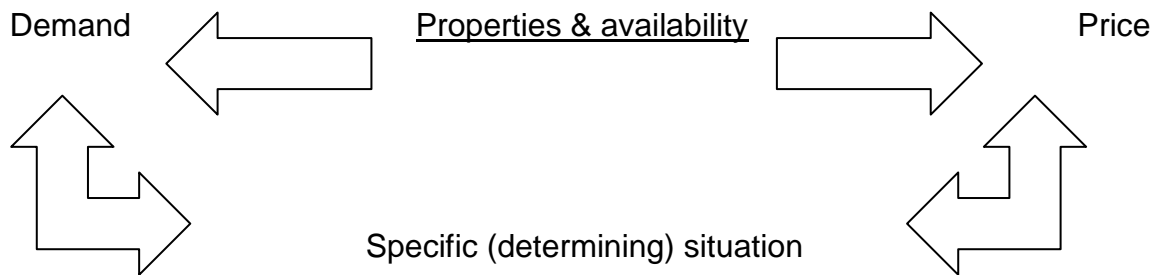 Demand Properties & availability Price
Specific (determining) situation